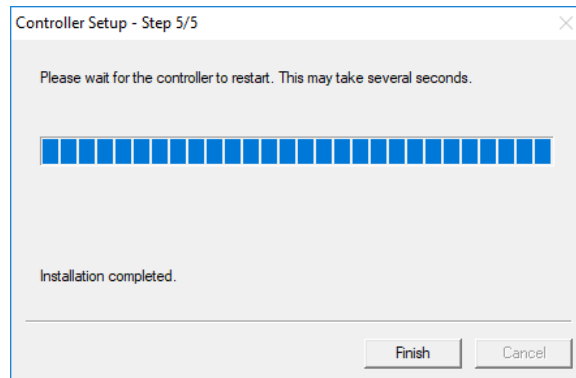 Controller Setup - Step 5/5
Please wait for the controller to restart. This may take several seconds.
Installation completed.
Finish
Cancel